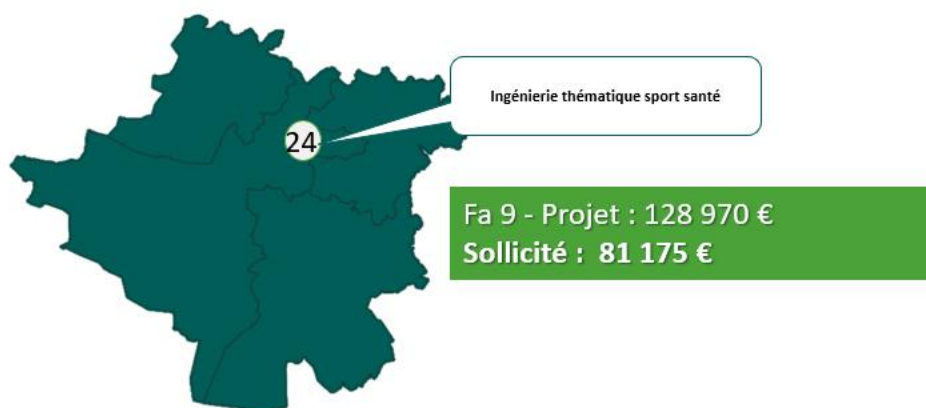 Ingénierie thématique sport santé
24
Fa 9 - Projet : 128 970 €
Sollicité : 81 175 €